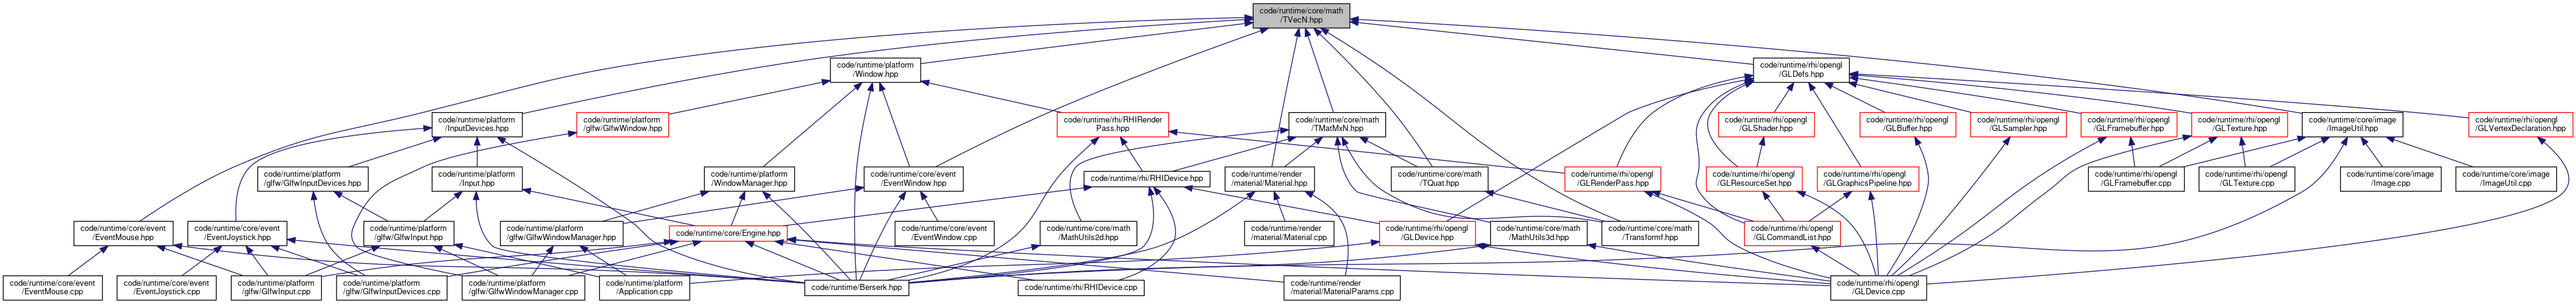 code/runtime/core/math
/TVecN.hpp
code/runtime/platform
/Window.hpp
code/runtime/rhi/opengl
/GLDefs.hpp
code/runtime/platform
/InputDevices.hpp
code/runtime/platform
/glfw/GlfwWindow.hpp
code/runtime/rhi/RHIRender
Pass.hpp
code/runtime/core/math
/TMatMxN.hpp
code/runtime/rhi/opengl
/GLShader.hpp
code/runtime/rhi/opengl
/GLBuffer.hpp
code/runtime/rhi/opengl
/GLSampler.hpp
code/runtime/rhi/opengl
/GLFramebuffer.hpp
code/runtime/rhi/opengl
/GLTexture.hpp
code/runtime/core/image
/ImageUtil.hpp
code/runtime/rhi/opengl
/GLVertexDeclaration.hpp
code/runtime/platform
/glfw/GlfwInputDevices.hpp
code/runtime/platform
/Input.hpp
code/runtime/platform
/WindowManager.hpp
code/runtime/core/event
/EventWindow.hpp
code/runtime/rhi/RHIDevice.hpp
code/runtime/render
/material/Material.hpp
code/runtime/core/math
/TQuat.hpp
code/runtime/rhi/opengl
/GLRenderPass.hpp
code/runtime/rhi/opengl
/GLResourceSet.hpp
code/runtime/rhi/opengl
/GLGraphicsPipeline.hpp
code/runtime/rhi/opengl
/GLFramebuffer.cpp
code/runtime/rhi/opengl
/GLTexture.cpp
code/runtime/core/image
/Image.cpp
code/runtime/core/image
/ImageUtil.cpp
code/runtime/core/event
/EventMouse.hpp
code/runtime/core/event
/EventJoystick.hpp
code/runtime/platform
/glfw/GlfwInput.hpp
code/runtime/platform
/glfw/GlfwWindowManager.hpp
code/runtime/core/Engine.hpp
code/runtime/core/event
/EventWindow.cpp
code/runtime/core/math
/MathUtils2d.hpp
code/runtime/render
/material/Material.cpp
code/runtime/rhi/opengl
/GLDevice.hpp
code/runtime/core/math
/MathUtils3d.hpp
code/runtime/core/math
/Transformf.hpp
code/runtime/rhi/opengl
/GLCommandList.hpp
code/runtime/core/event
/EventMouse.cpp
code/runtime/core/event
/EventJoystick.cpp
code/runtime/platform
/glfw/GlfwInput.cpp
code/runtime/platform
/glfw/GlfwInputDevices.cpp
code/runtime/platform
/glfw/GlfwWindowManager.cpp
code/runtime/platform
/Application.cpp
code/runtime/Berserk.hpp
code/runtime/rhi/RHIDevice.cpp
code/runtime/render
/material/MaterialParams.cpp
code/runtime/rhi/opengl
/GLDevice.cpp